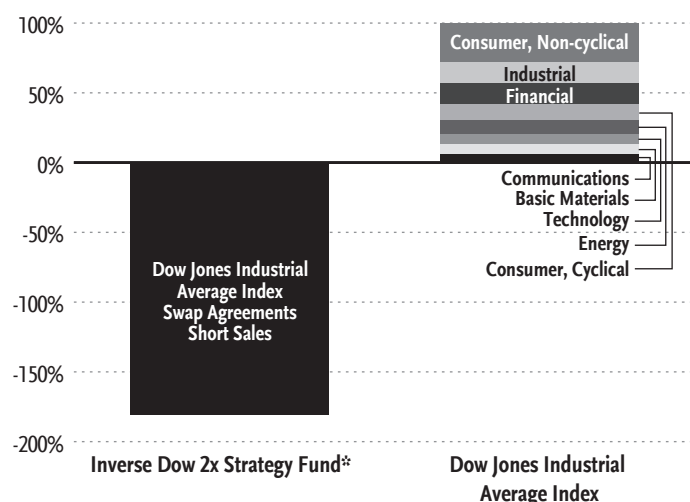 100%
50%
0%
-50%
-100%
-150%
-200%
Dow Jones Industrial
Average Index
Swap Agreements
Short Sales
Consumer, Non-cyclical
Industrial
Financial
Communications
Basic Materials
Technology
Energy
Consumer, Cyclical
Inverse Dow 2x Strategy Fund*
Dow Jones Industrial
Average Index